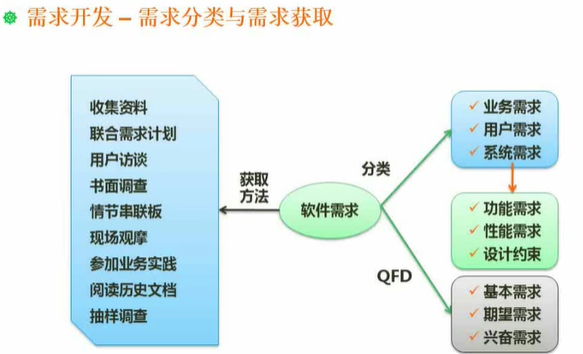 需求开发 – 需求分类与需求获取
收集资料
联合需求计划
用户访谈
书面调查
情节串联板
现场观摩
参加业务实践
阅读历史文档
抽样调查
获取
方法
软件需求
分类
QFD
业务需求
用户需求
系统需求
功能需求
性能需求
设计约束
基本需求
期望需求
兴奋需求